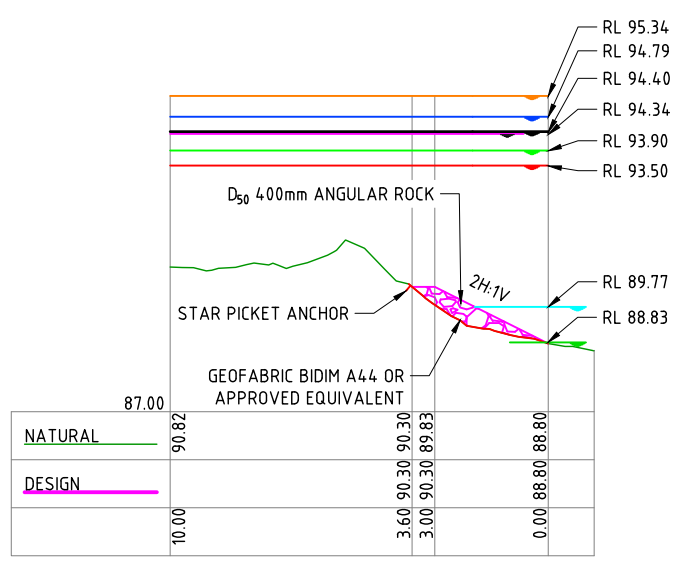 RL 95.34
RL 94.79
RL 94.40
RL 94.34
RL 93.90
RL 93.50
D50 400mm ANGULAR ROCK
2H:1V
RL 89.77
STAR PICKET ANCHOR
RL 88.83
GEOFABRIC BIDIM A44 OR
APPROVED EQUIVALENT
87.00
NATURAL
90.82
90.30
89.83
88.80
DESIGN
90.30
90.30
88.80
10.00
3.60
3.00
0.00